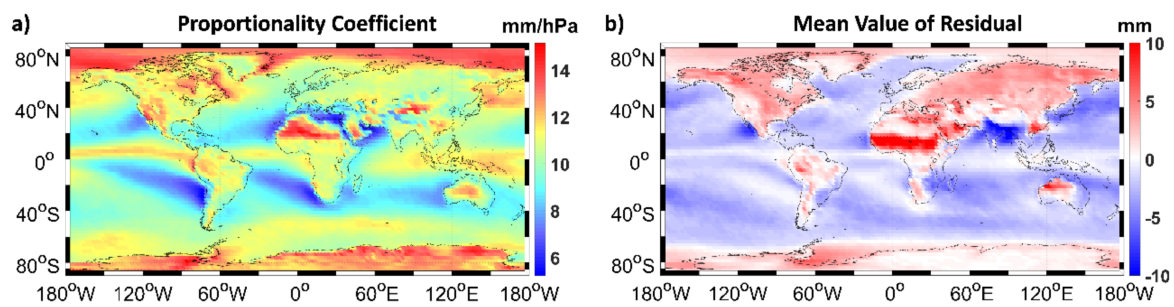 a) Proportionality Coefficient mm/hPa
80°N
40°N
0°
40°S
80°S
180°W 120°W 60°W 0° 60°E 120°E 180°W
14
12
10
8
6
b) Mean Value of Residual mm
80°N
40°N
0°
40°S
80°S
180°W 120°W 60°W 0° 60°E 120°E 180°W
10
5
0
-5
-10